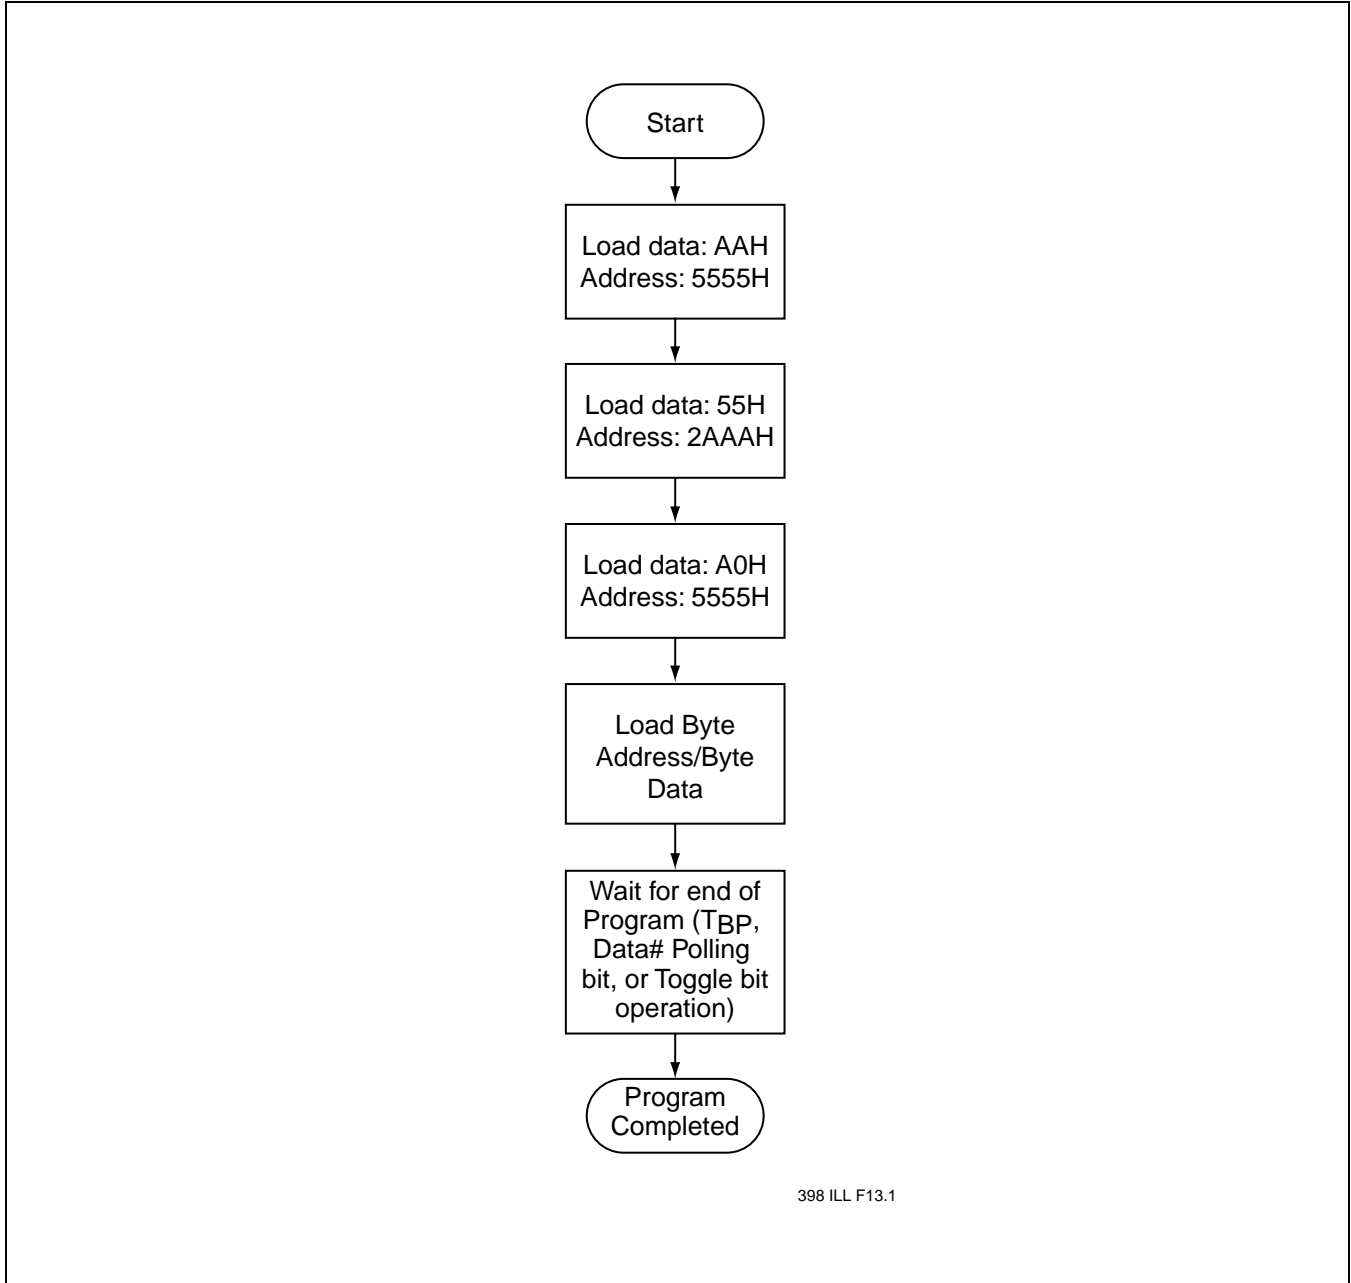 Start
Load data: AAH
Address: 5555H
Load data: 55H
Address: 2AAAH
Load data: A0H
Address: 5555H
Load Byte
Address/Byte
Data
Wait for end of
Program (TBP,
Data# Polling
bit, or Toggle bit
operation)
Program
Completed
398 ILL F13.1